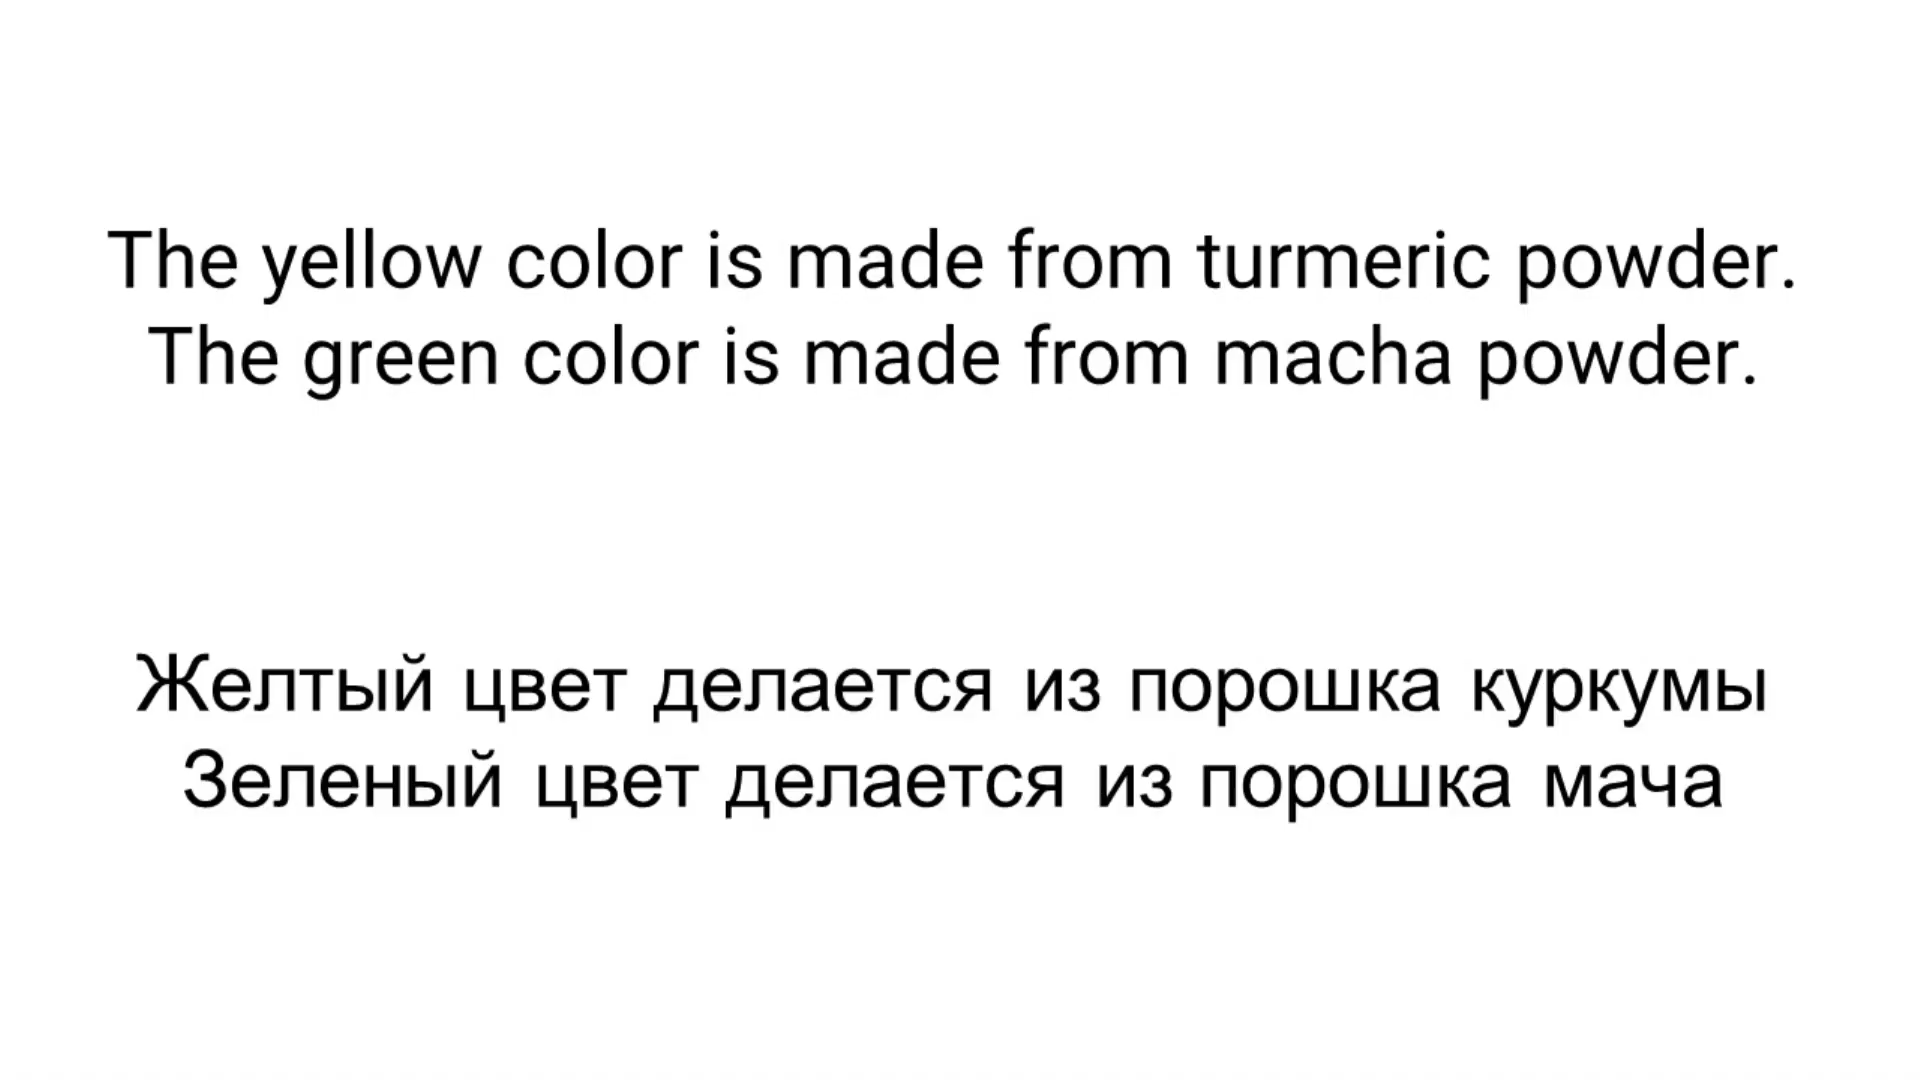 The yellow color is made from turmeric powder.
The green color is made from macha powder.
Желтый цвет делается из порошка куркумы
Зеленый цвет делается из порошка мача